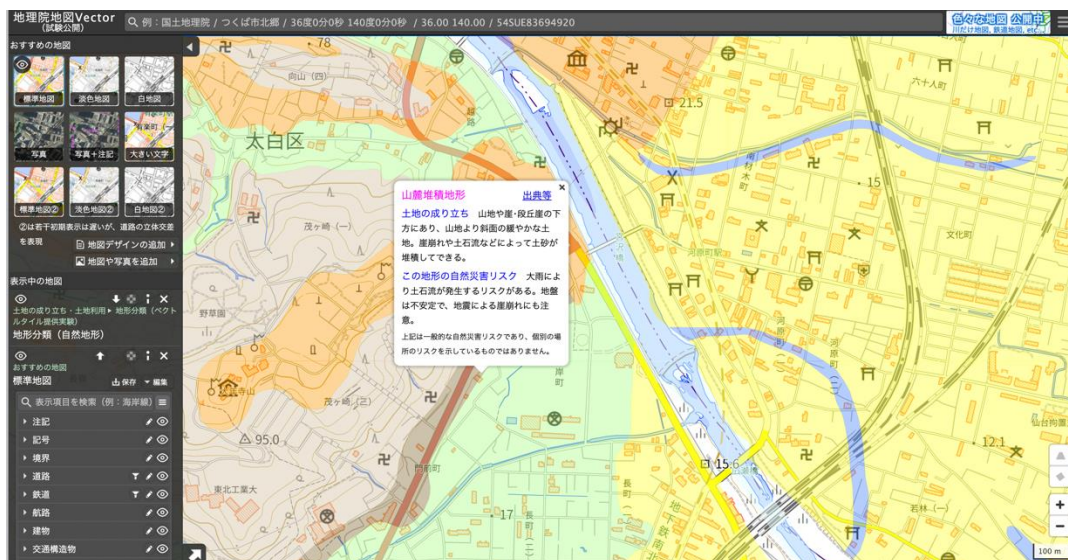 地理院地図Vector
(試験公開)
例：国土地理院 / つくば市北郷 / 36度0分0秒 140度0分0秒 / 36.00 140.00 / 54SUE83694920
色々な地図 公開中
川だけ地図, 鉄道地図, etc.
おすすめの地図
標準地図
淡色地図
白地図
写真
写真＋注記
大きい文字
標準地図②
淡色地図②
白地図②
②は若干初期表示は遅いが、道路の立体交差
を表現
地図デザインの追加
地図や写真を追加
表示中の地図
土地の成り立ち・土地利用 地形分類（ベクト
ルタイル提供実験）
地形分類（自然地形）
おすすめの地図
標準地図
保存
編集
表示項目を検索（例：海岸線）
注記
記号
境界
道路
鉄道
航路
建物
交通構造物
78
向山（四）
太白区
21.5
六十人町
南材木町
15
文化町
河原町駅
茂ヶ崎（一）
野草園
茂ヶ崎（三）
95.0
東北工業大
門前町
17
長町
15.6
12.1
若林（一）
河原町（二）
山麓堆積地形
出典等
土地の成り立ち 山地や崖･段丘崖の下
方にあり、山地より斜面の緩やかな土
地。崖崩れや土石流などによって土砂が
堆積してできる。
この地形の自然災害リスク 大雨によ
り土石流が発生するリスクがある。地盤
は不安定で、地震による崖崩れにも注
意。
上記は一般的な自然災害リスクであり、個別の場
所のリスクを示しているものではありません。
100 m